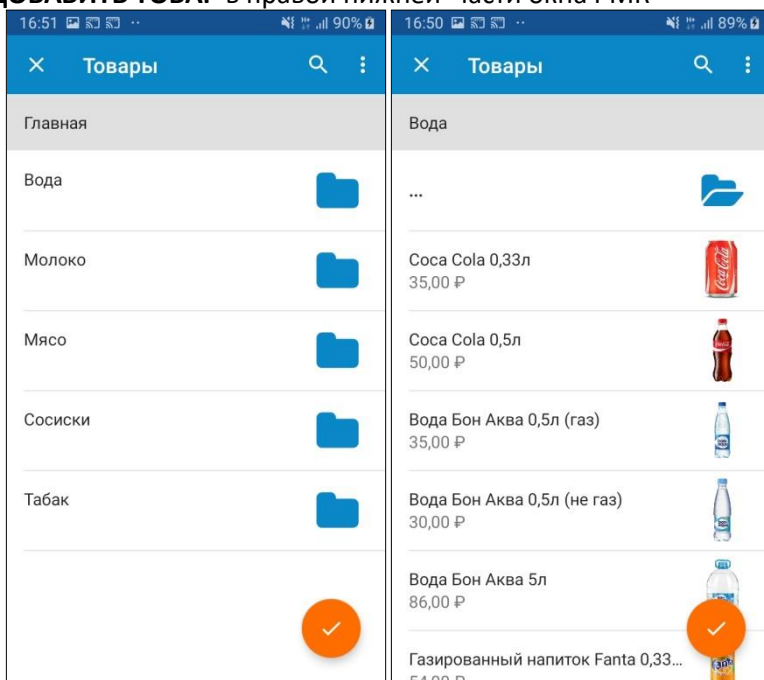 16:51 90%
Товары
Главная
Вода
Молоко
Мясо
Сосиски
Табак
16:50 89%
Товары
Вода
...
Coca Cola 0,33л
35,00 ₽
Coca Cola 0,5л
50,00 ₽
Вода Бон Аква 0,5л (газ)
35,00 ₽
Вода Бон Аква 0,5л (не газ)
30,00 ₽
Вода Бон Аква 5л
86,00 ₽
Газированный напиток Fanta 0,33...